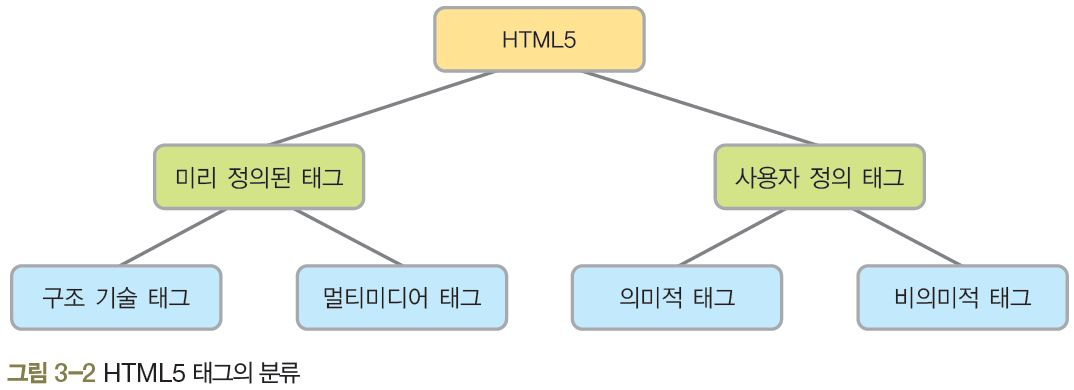 HTML5
미리 정의된 태그
사용자 정의 태그
구조 기술 태그
멀티미디어 태그
의미적 태그
비의미적 태그
그림 3-2 HTML5 태그의 분류